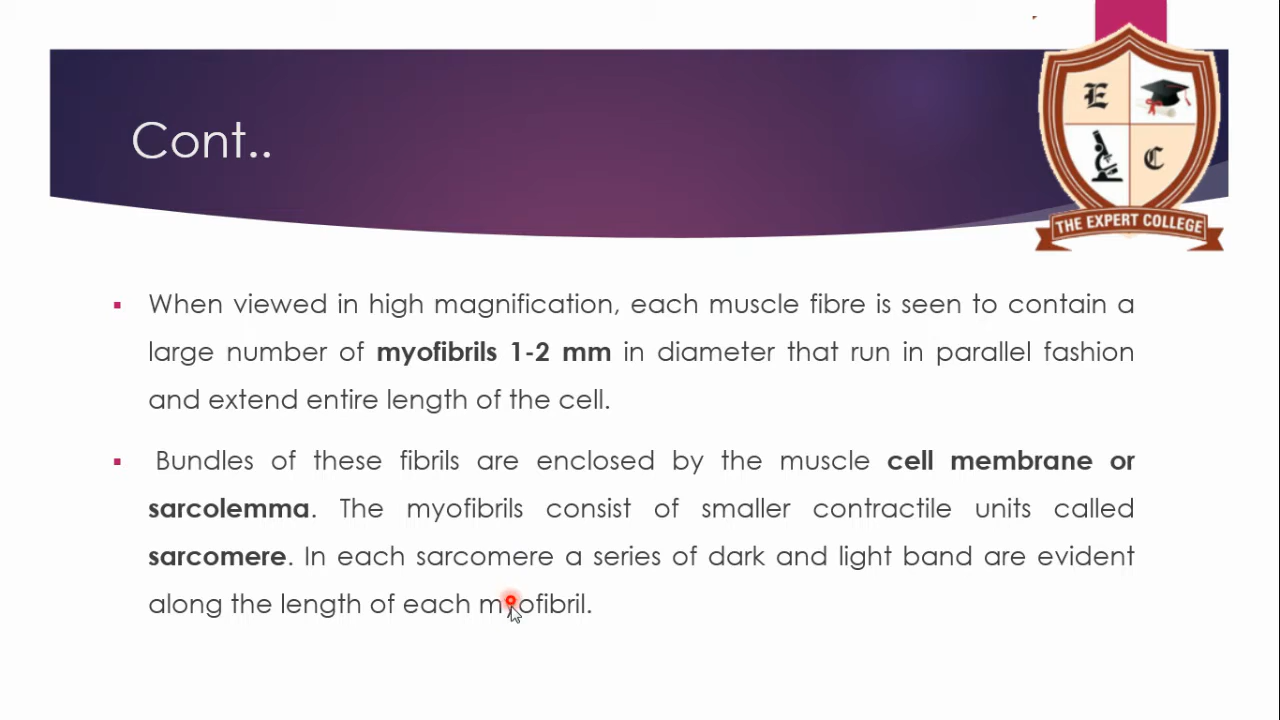 Cont..
E
C
THE EXPERT COLLEGE
When viewed in high magnification, each muscle fibre is seen to contain a
large number of myofibrils 1-2 mm in diameter that run in parallel fashion
and extend entire length of the cell.
Bundles of these fibrils are enclosed by the muscle cell membrane or
sarcolemma. The myofibrils consist of smaller contractile units called
sarcomere. In each sarcomere a series of dark and light band are evident
along the length of each myofibril.